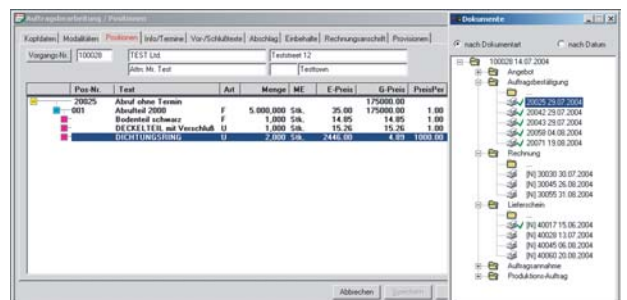 Auftragsbearbeitung / Positionen
Kopfdaten Modalitäten Positionen Info/Termine Vor-/Schlußtexte Abschlag Einbehalte Rechnungsanschrift Provisionen
Vorgangs-Nr. 100028 TEST Ltd. Teststreet 12
Attn. Mr. Test Testtown
Pos-Nr. Text Art Menge ME E-Preis G-Preis PreisPer
20025 Abruf ohne Termin 175000.00
001 Abrufteil 2000 F 5.000,000 Stk. 35.00 175000.00 1.00
Bodenteil schwarz F 1,000 Stk. 14.85 14.85 1.00
DECKELTEIL mit Verschluß U 1,000 Stk. 15.26 15.26 1.00
DICHTUNGSRING U 2,000 Stk. 2446.00 4.89 1000.00
Abbrechen Speichern
Dokumente
nach Dokumentart nach Datum
100028 14.07.2004
Angebot
Auftragsbestätigung
...
20025 29.07.2004
20042 29.07.2004
20043 29.07.2004
20058 04.08.2004
20071 19.08.2004
Rechnung
...
[N] 30030 30.07.2004
[N] 30045 26.08.2004
[N] 30055 31.08.2004
Lieferschein
...
[N] 40017 15.06.2004
[N] 40028 13.07.2004
[N] 40045 06.08.2004
[N] 40060 20.08.2004
Auftragsannahme
Produktions-Auftrag